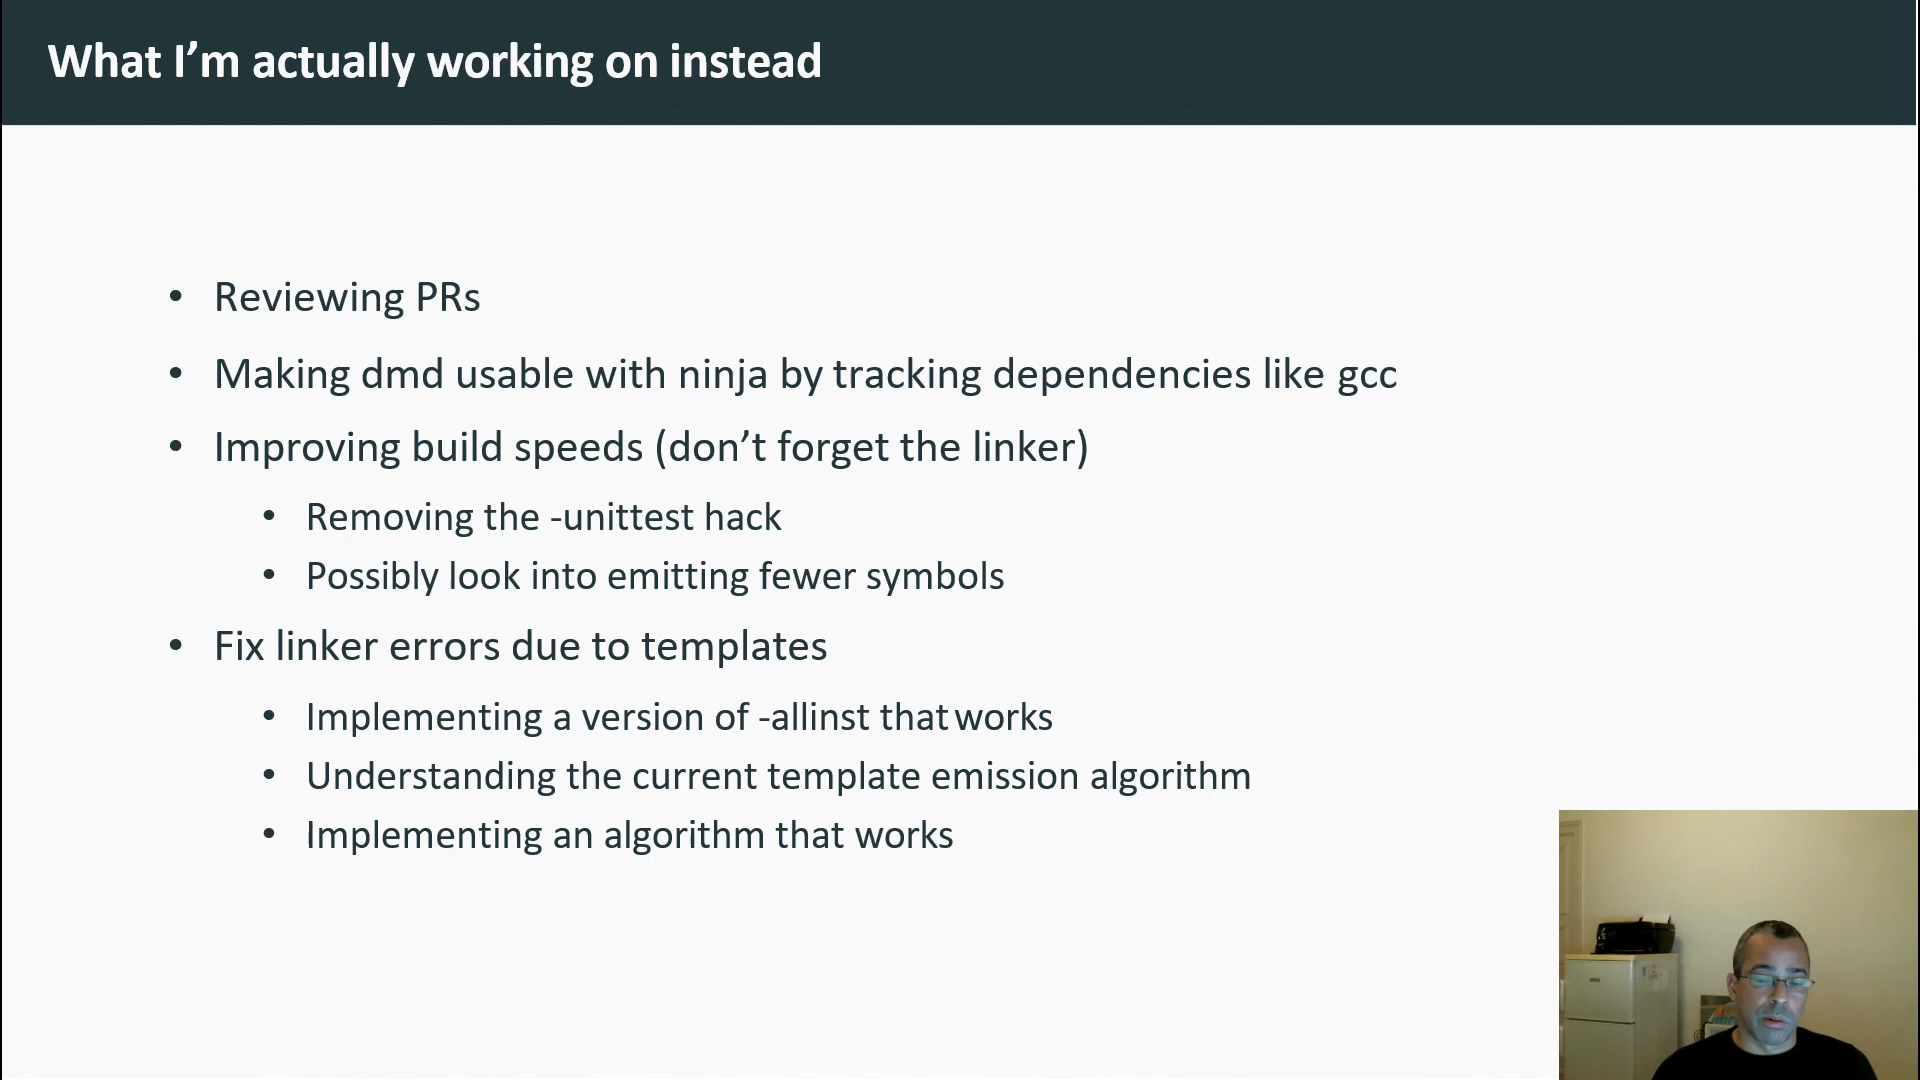 What I’m actually working on instead
• Reviewing PRs
• Making dmd usable with ninja by tracking dependencies like gcc
• Improving build speeds (don’t forget the linker)
• Removing the -unittest hack
• Possibly look into emitting fewer symbols
• Fix linker errors due to templates
• Implementing a version of -allinst that works
• Understanding the current template emission algorithm
• Implementing an algorithm that works